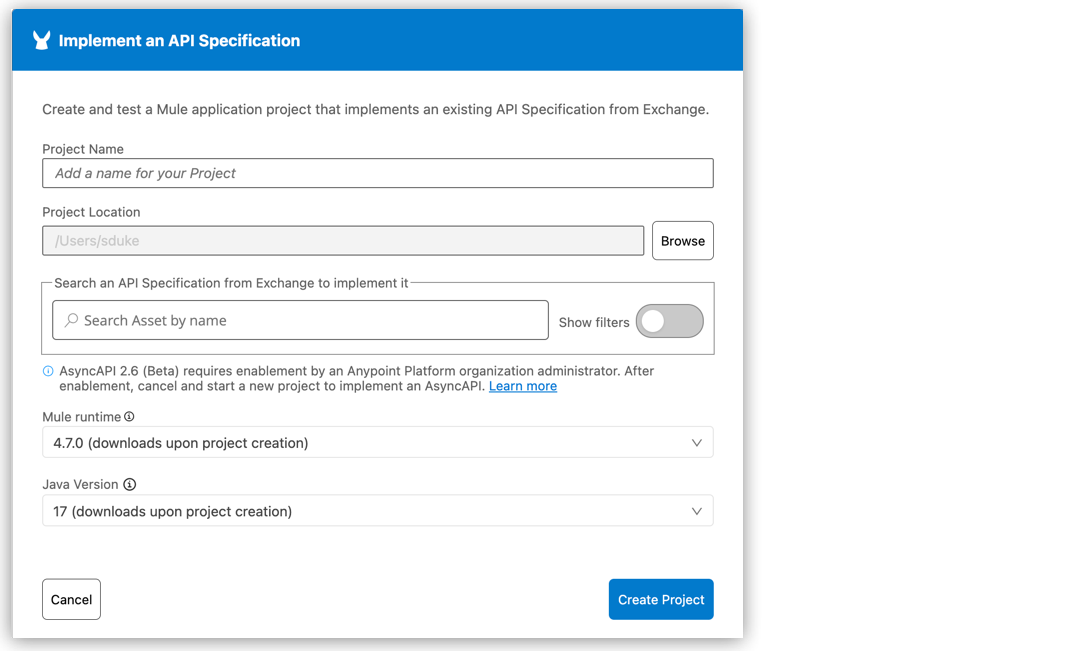 Implement an API Specification
Create and test a Mule application project that implements an existing API Specification from Exchange.
Project Name
Add a name for your Project
Project Location
/Users/sduke
Browse
Search an API Specification from Exchange to implement it
Search Asset by name
Show filters
AsyncAPI 2.6 (Beta) requires enablement by an Anypoint Platform organization administrator. After
enablement, cancel and start a new project to implement an AsyncAPI. Learn more
Mule runtime
4.7.0 (downloads upon project creation)
Java Version
17 (downloads upon project creation)
Cancel
Create Project